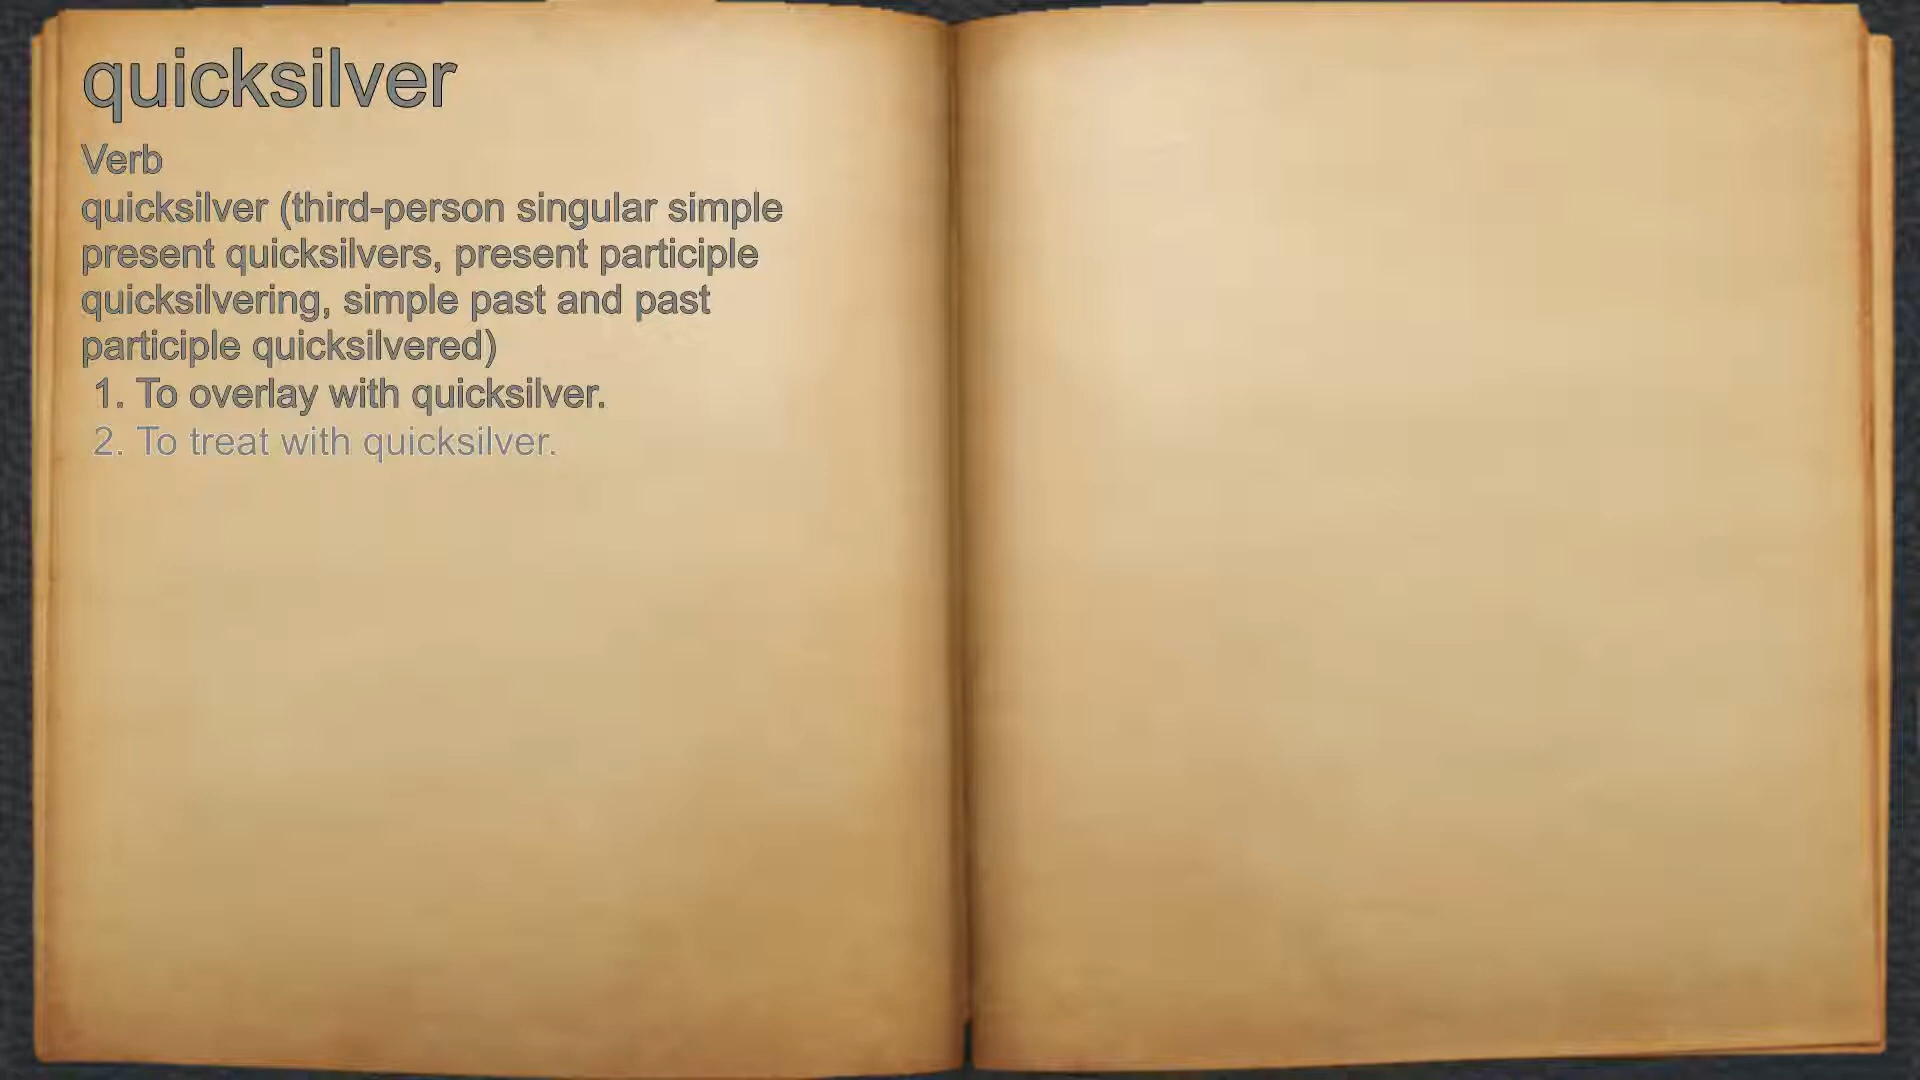 quicksilver
Verb
quicksilver (third-person singular simple
present quicksilvers, present participle
quicksilvering, simple past and past
participle quicksilvered)
1. To overlay with quicksilver.
2. To treat with quicksilver.